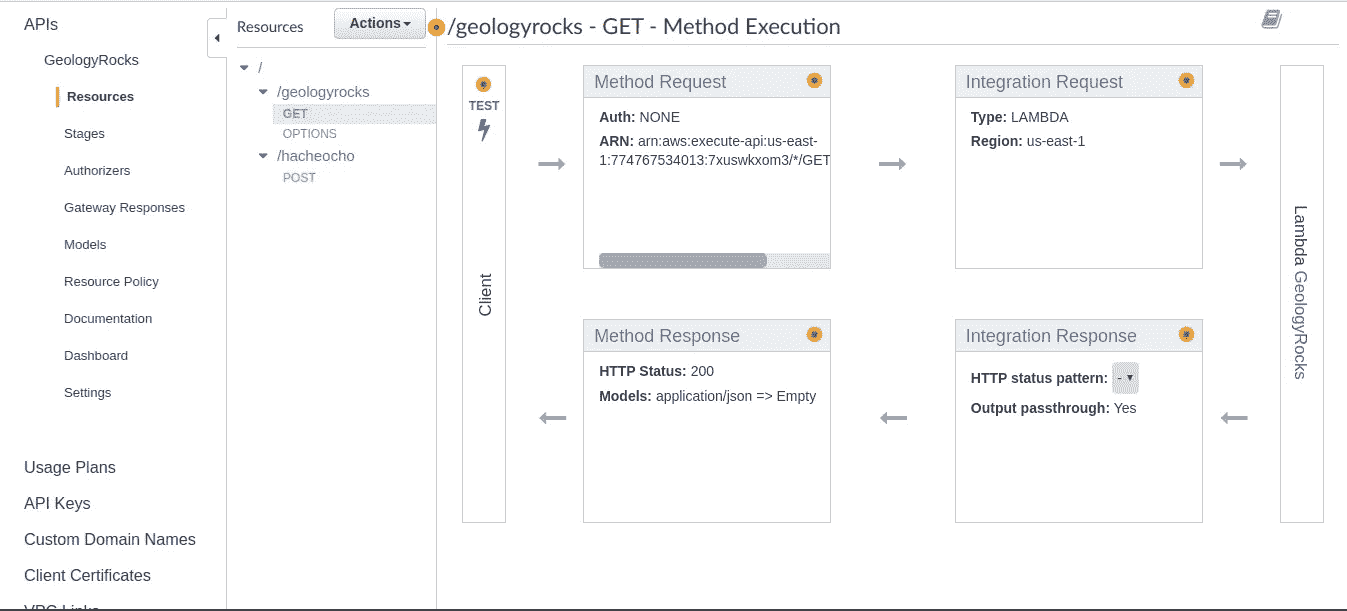 APIs
GeologyRocks
Resources
Stages
Authorizers
Gateway Responses
Models
Resource Policy
Documentation
Dashboard
Settings
Usage Plans
API Keys
Custom Domain Names
Client Certificates
VPC Links
Resources
Actions
/
/geologyrocks
GET
OPTIONS
/hacheocho
POST
/geologyrocks - GET - Method Execution
TEST
Client
Method Request
Auth: NONE
ARN: arn:aws:execute-api:us-east-
1:774767534013:7xuswkxom3/*/GET
Integration Request
Type: LAMBDA
Region: us-east-1
Lambda GeologyRocks
Method Response
HTTP Status: 200
Models: application/json => Empty
Integration Response
HTTP status pattern: -
Output passthrough: Yes